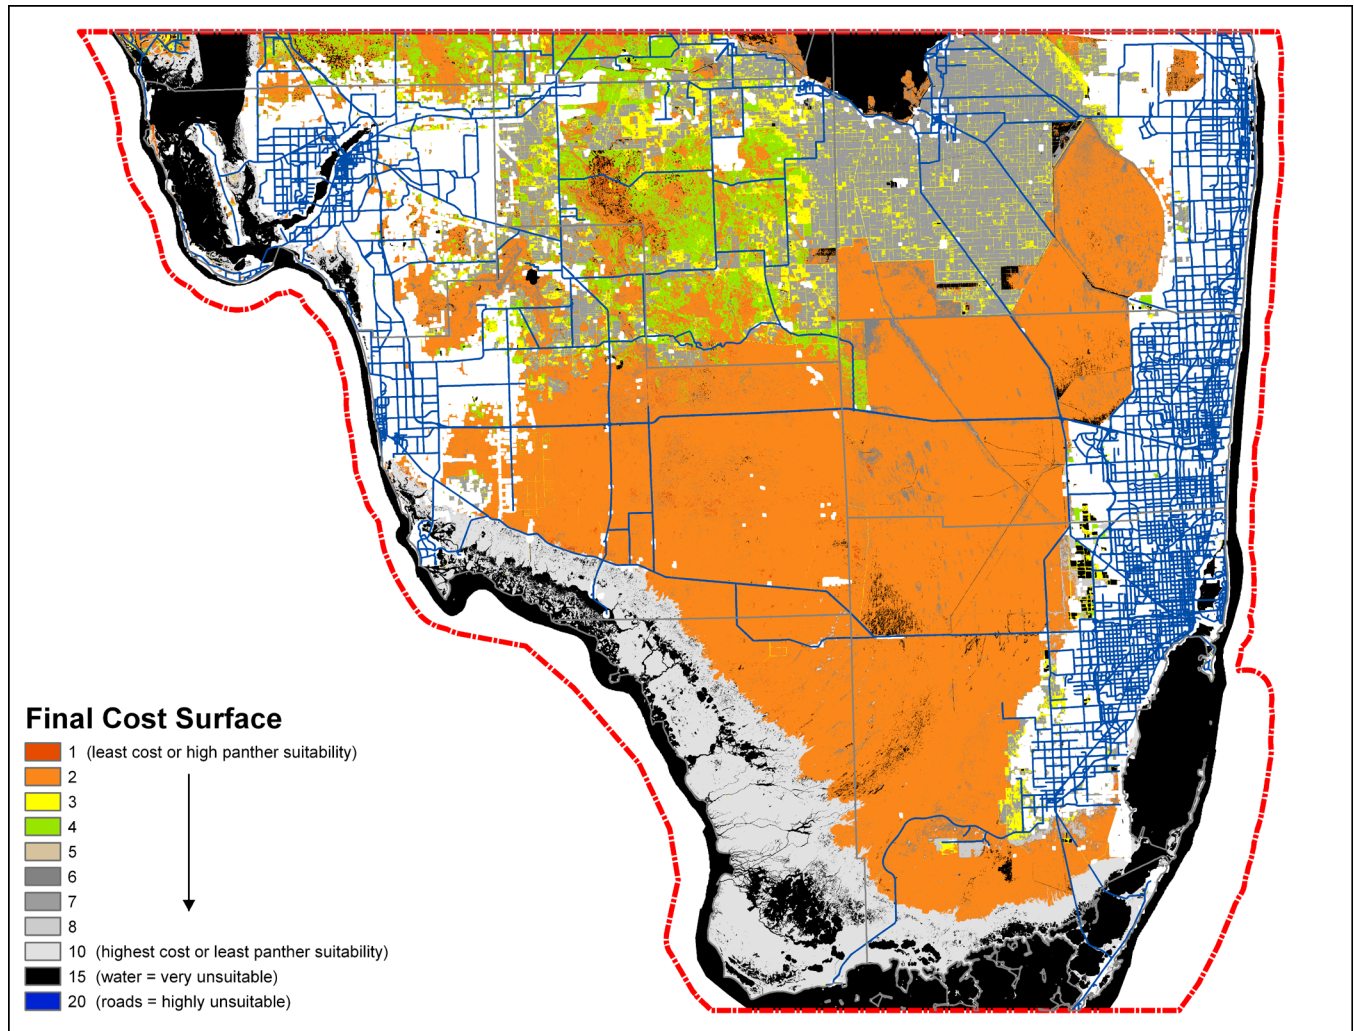 Final Cost Surface
1 (least cost or high panther suitability)
2
3
4
5
6
7
8
10 (highest cost or least panther suitability)
15 (water = very unsuitable)
20 (roads = highly unsuitable)